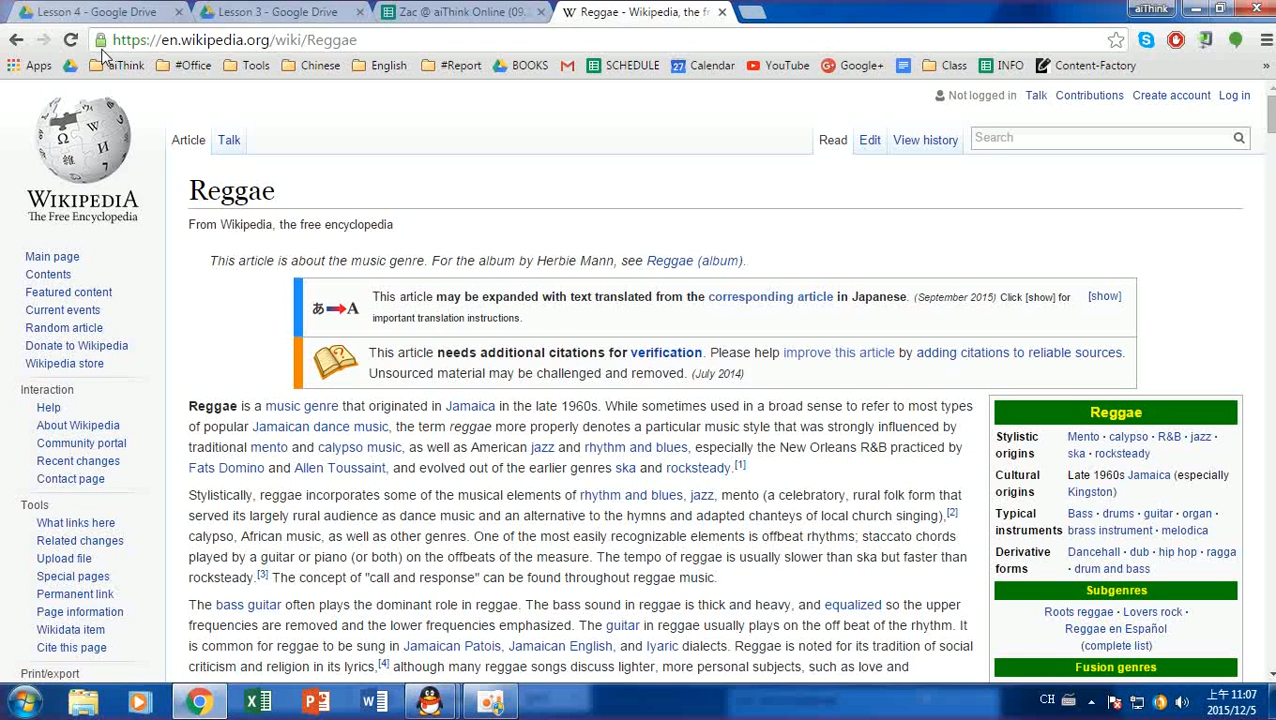 Lesson 4 - Google Drive
Lesson 3 - Google Drive
Zac @ aiThink Online (09.
Reggae - Wikipedia, the f
aiThink
https://en.wikipedia.org/wiki/Reggae
Apps aiThink #Office Tools Chinese English #Report BOOKS SCHEDULE 27 Calendar YouTube Google+ Class INFO Content-Factory »
Not logged in Talk Contributions Create account Log in
Article Talk Read Edit View history Search
WIKIPEDIA
The Free Encyclopedia
Main page
Contents
Featured content
Current events
Random article
Donate to Wikipedia
Wikipedia store
Interaction
Help
About Wikipedia
Community portal
Recent changes
Contact page
Tools
What links here
Related changes
Upload file
Special pages
Permanent link
Page information
Wikidata item
Cite this page
Print/export
Reggae
From Wikipedia, the free encyclopedia
This article is about the music genre. For the album by Herbie Mann, see Reggae (album).
あ A This article may be expanded with text translated from the corresponding article in Japanese. (September 2015) Click [show] for [show]
important translation instructions.
This article needs additional citations for verification. Please help improve this article by adding citations to reliable sources.
Unsourced material may be challenged and removed. (July 2014)
Reggae is a music genre that originated in Jamaica in the late 1960s. While sometimes used in a broad sense to refer to most types
of popular Jamaican dance music, the term reggae more properly denotes a particular music style that was strongly influenced by
traditional mento and calypso music, as well as American jazz and rhythm and blues, especially the New Orleans R&B practiced by
Fats Domino and Allen Toussaint, and evolved out of the earlier genres ska and rocksteady.[1]
Stylistically, reggae incorporates some of the musical elements of rhythm and blues, jazz, mento (a celebratory, rural folk form that
served its largely rural audience as dance music and an alternative to the hymns and adapted chanteys of local church singing),[2]
calypso, African music, as well as other genres. One of the most easily recognizable elements is offbeat rhythms; staccato chords
played by a guitar or piano (or both) on the offbeats of the measure. The tempo of reggae is usually slower than ska but faster than
rocksteady.[3] The concept of "call and response" can be found throughout reggae music.
The bass guitar often plays the dominant role in reggae. The bass sound in reggae is thick and heavy, and equalized so the upper
frequencies are removed and the lower frequencies emphasized. The guitar in reggae usually plays on the off beat of the rhythm. It
is common for reggae to be sung in Jamaican Patois, Jamaican English, and Iyaric dialects. Reggae is noted for its tradition of social
criticism and religion in its lyrics,[4] although many reggae songs discuss lighter, more personal subjects, such as love and
Reggae
Stylistic origins
Mento · calypso · R&B · jazz ·
ska · rocksteady
Cultural origins
Late 1960s Jamaica (especially
Kingston)
Typical instruments
Bass · drums · guitar · organ ·
brass instrument · melodica
Derivative forms
Dancehall · dub · hip hop · ragga
· drum and bass
Subgenres
Roots reggae · Lovers rock ·
Reggae en Español
(complete list)
Fusion genres
CH
上午 11:07
2015/12/5